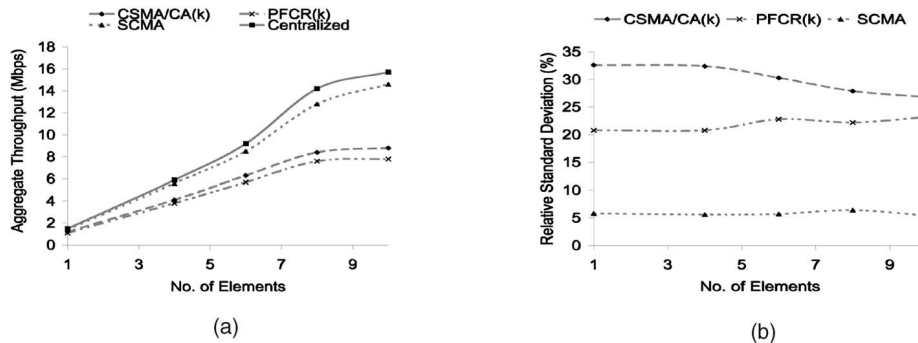 CSMA/CA(k) PFCR(k)
SCMA Centralized
Aggregate Throughput (Mbps)
18
16
14
12
10
8
6
4
2
0
1 3 5 7 9
No. of Elements
(a)
CSMA/CA(k) PFCR(k) SCMA
Relative Standard Deviation (%)
35
30
25
20
15
10
5
0
1 3 5 7 9
No. of Elements
(b)